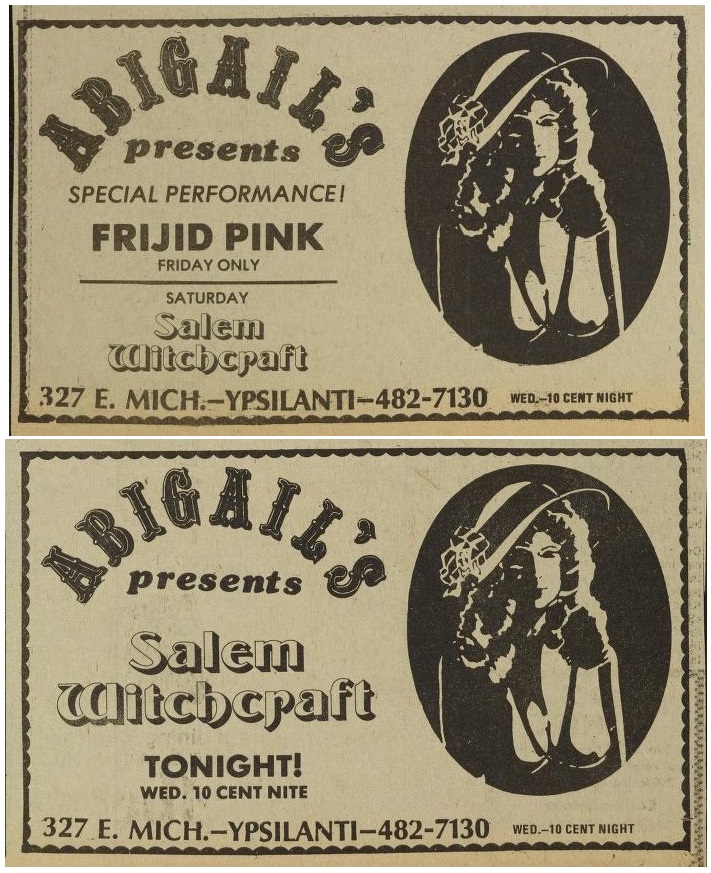 ABIGAIL'S
presents
SPECIAL PERFORMANCE!
FRIJID PINK
FRIDAY ONLY
SATURDAY
Salem
Witchcraft
327 E. MICH.—YPSILANTI—482-7130 WED.—10 CENT NIGHT
ABIGAIL'S
presents
Salem
Witchcraft
TONIGHT!
WED. 10 CENT NITE
327 E. MICH.—YPSILANTI—482-7130 WED.—10 CENT NIGHT